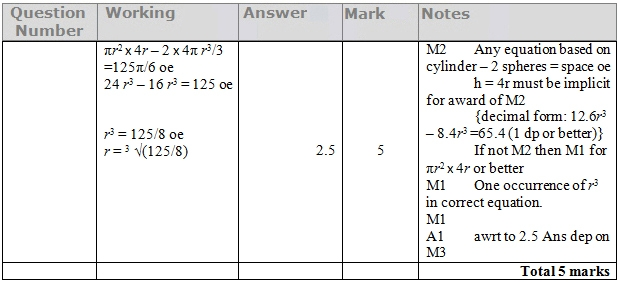 Question Number Working Answer Mark Notes
πr² x 4r – 2 x 4π r³/3
=125π/6 oe
24 r³ – 16 r³ = 125 oe
r³ = 125/8 oe
r = ³ √(125/8)
2.5
5
M2 Any equation based on
cylinder – 2 spheres = space oe
h = 4r must be implicit
for award of M2
{decimal form: 12.6r³
– 8.4r³ =65.4 (1 dp or better)}
If not M2 then M1 for
πr² x 4r or better
M1 One occurrence of r³
in correct equation.
M1
A1 awrt to 2.5 Ans dep on
M3
Total 5 marks